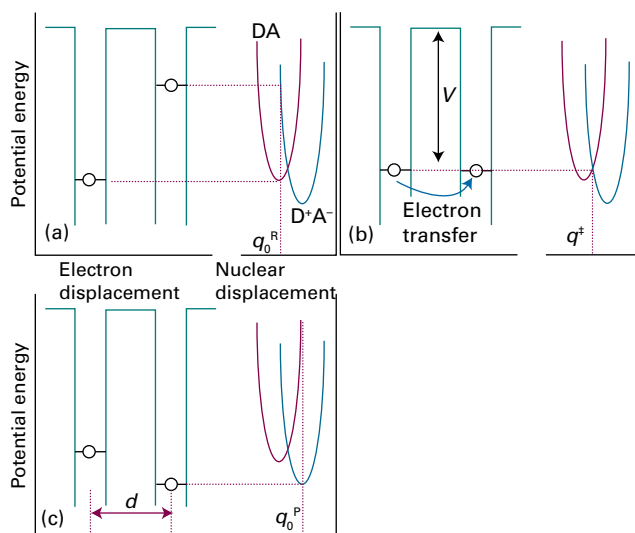 Potential energy
DA
D⁺A⁻
(a)
q₀ᴿ
V
Electron
transfer
(b)
q‡
Electron
displacement
Nuclear
displacement
Potential energy
d
(c)
q₀ᴾ